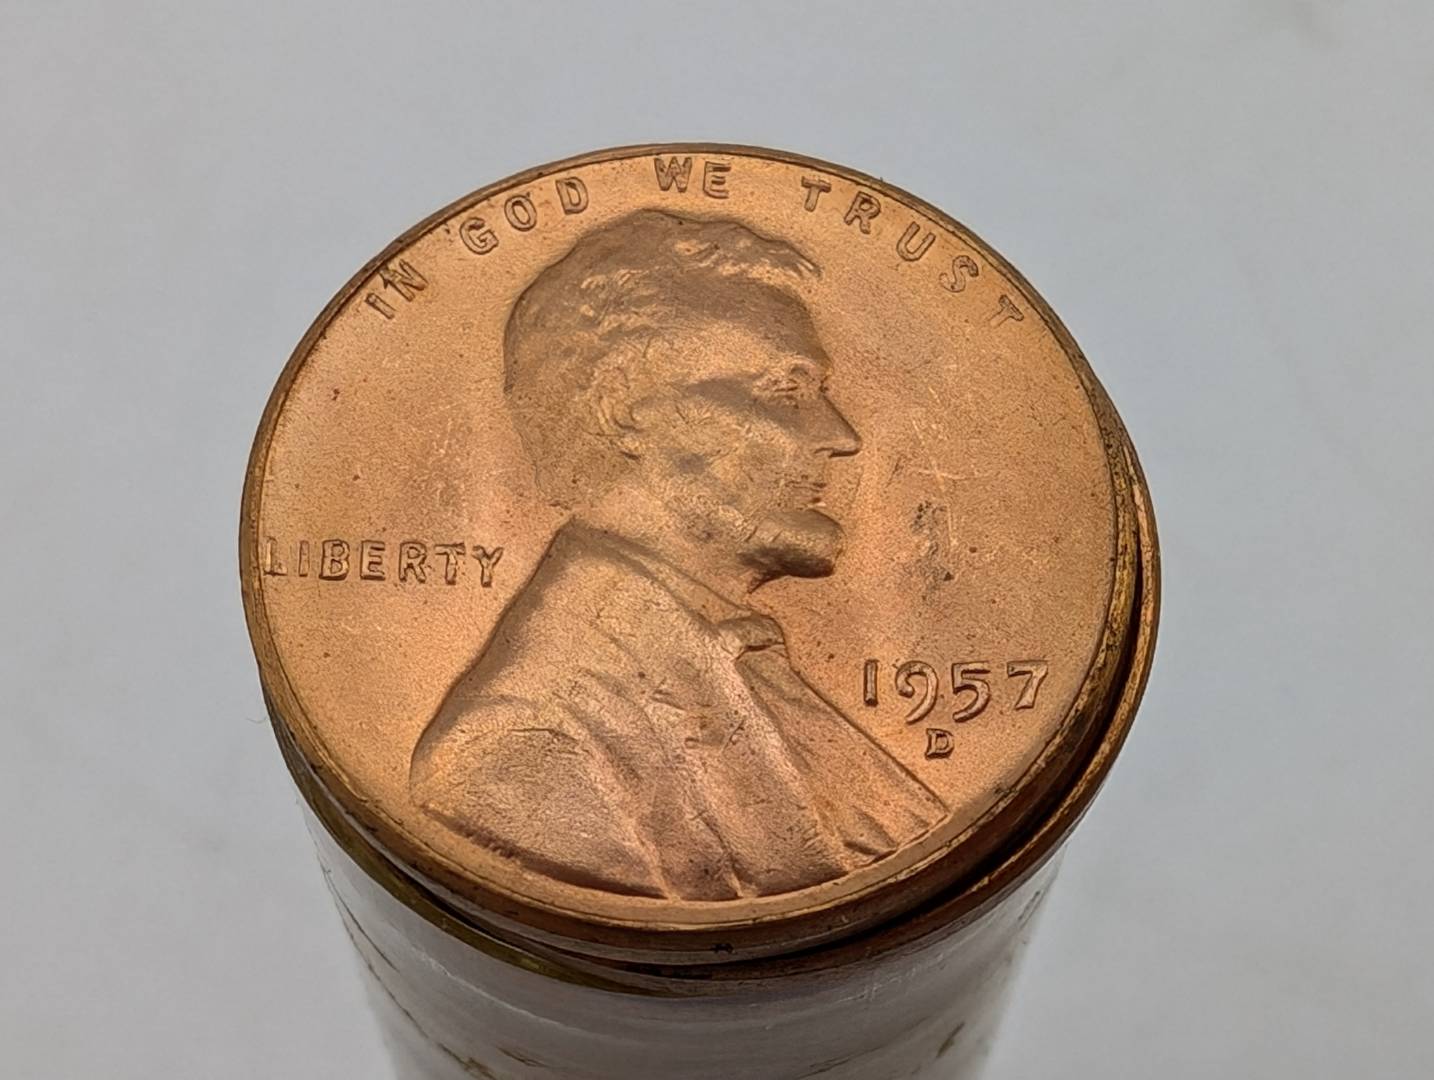 IN GOD WE TRUST
LIBERTY
1957
D